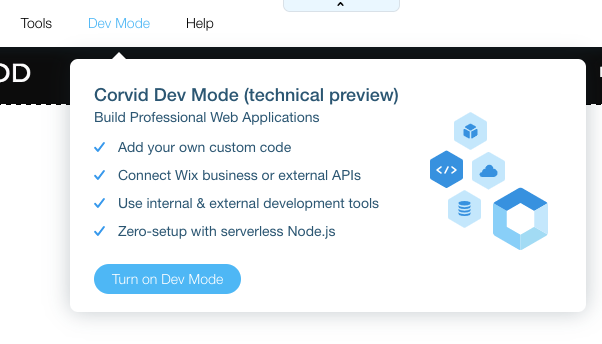 Tools Dev Mode Help
OD
Corvid Dev Mode (technical preview)
Build Professional Web Applications
Add your own custom code
Connect Wix business or external APIs
Use internal & external development tools
Zero-setup with serverless Node.js
Turn on Dev Mode